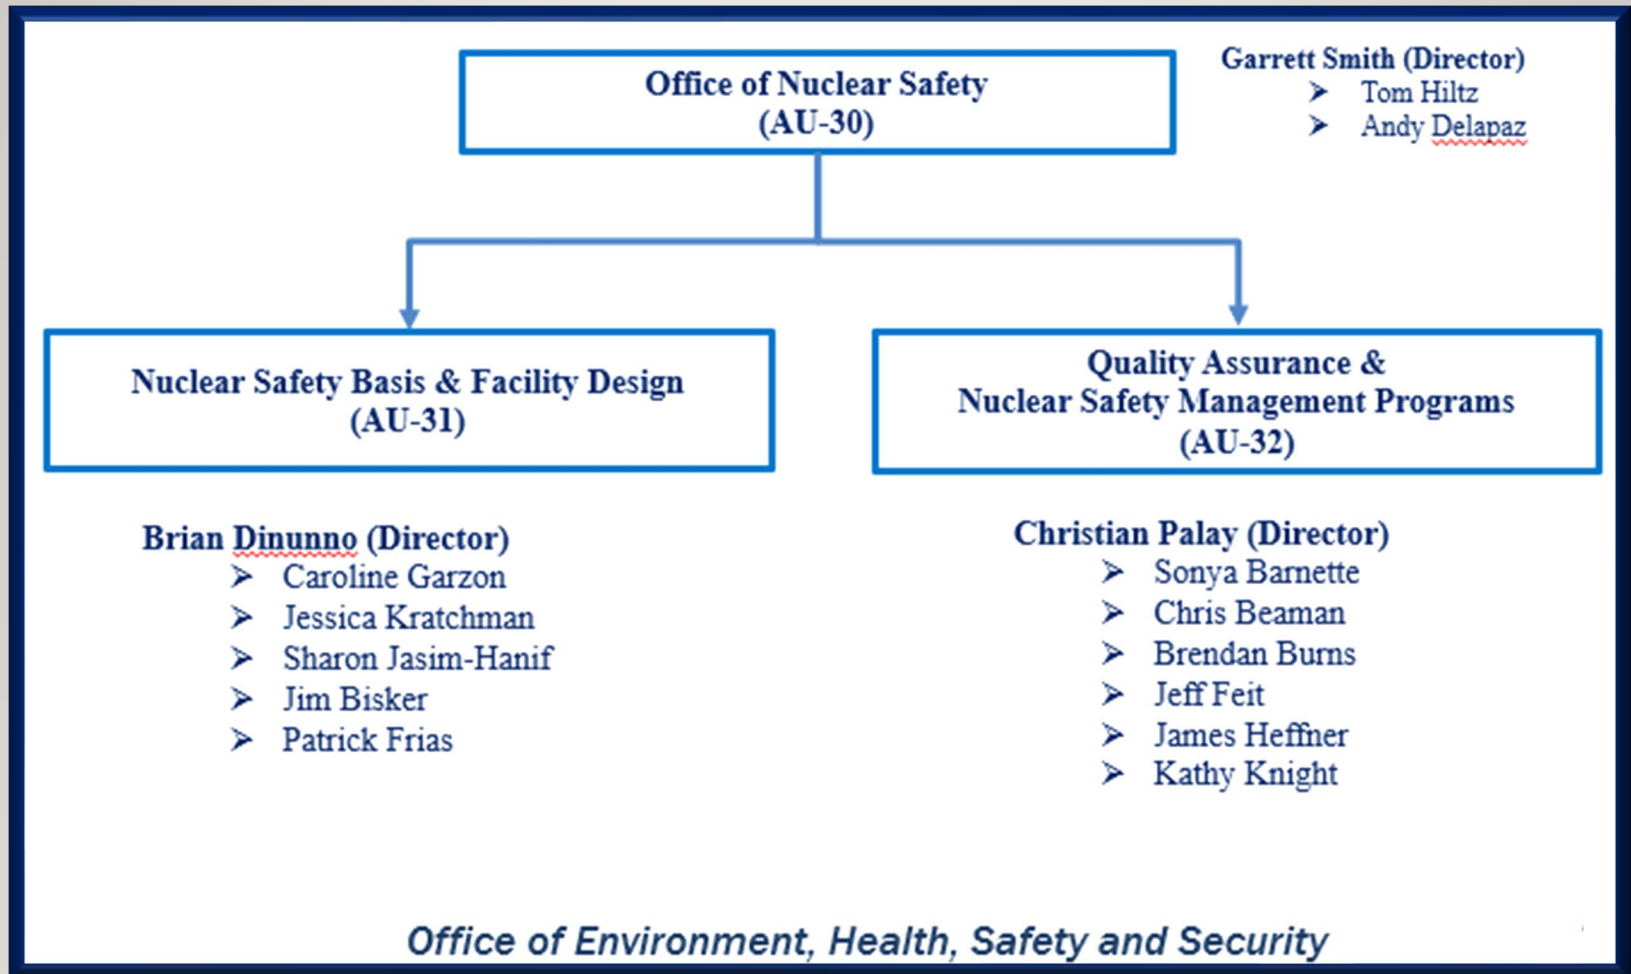 Office of Nuclear Safety
(AU-30)
Garrett Smith (Director)
➢ Tom Hiltz
➢ Andy Delapaz
Nuclear Safety Basis & Facility Design
(AU-31)
Quality Assurance &
Nuclear Safety Management Programs
(AU-32)
Brian Dinunno (Director)
➢ Caroline Garzon
➢ Jessica Kratchman
➢ Sharon Jasim-Hanif
➢ Jim Bisker
➢ Patrick Frias
Christian Palay (Director)
➢ Sonya Barnette
➢ Chris Beaman
➢ Brendan Burns
➢ Jeff Feit
➢ James Heffner
➢ Kathy Knight
Office of Environment, Health, Safety and Security